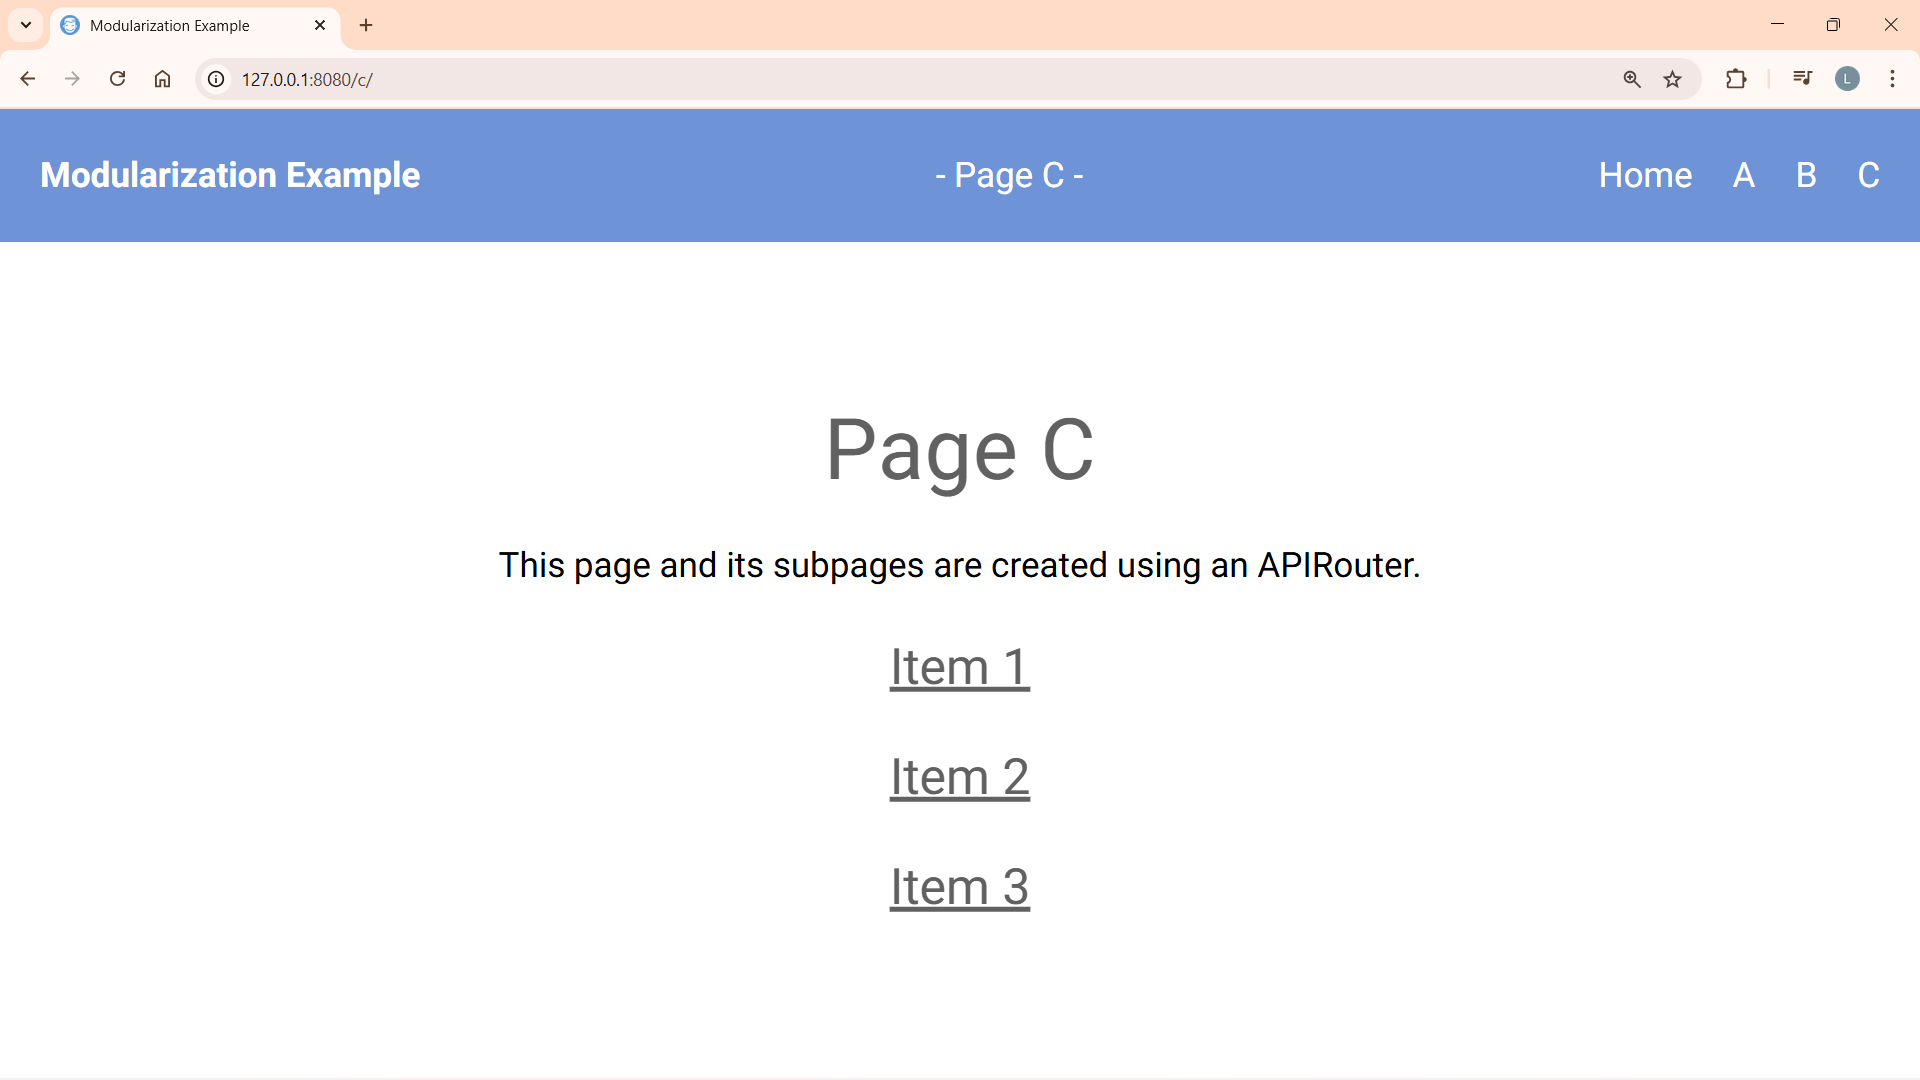 Modularization Example
127.0.0.1:8080/c/
L
Modularization Example
- Page C -
Home A B C
Page C
This page and its subpages are created using an APIRouter.
Item 1
Item 2
Item 3